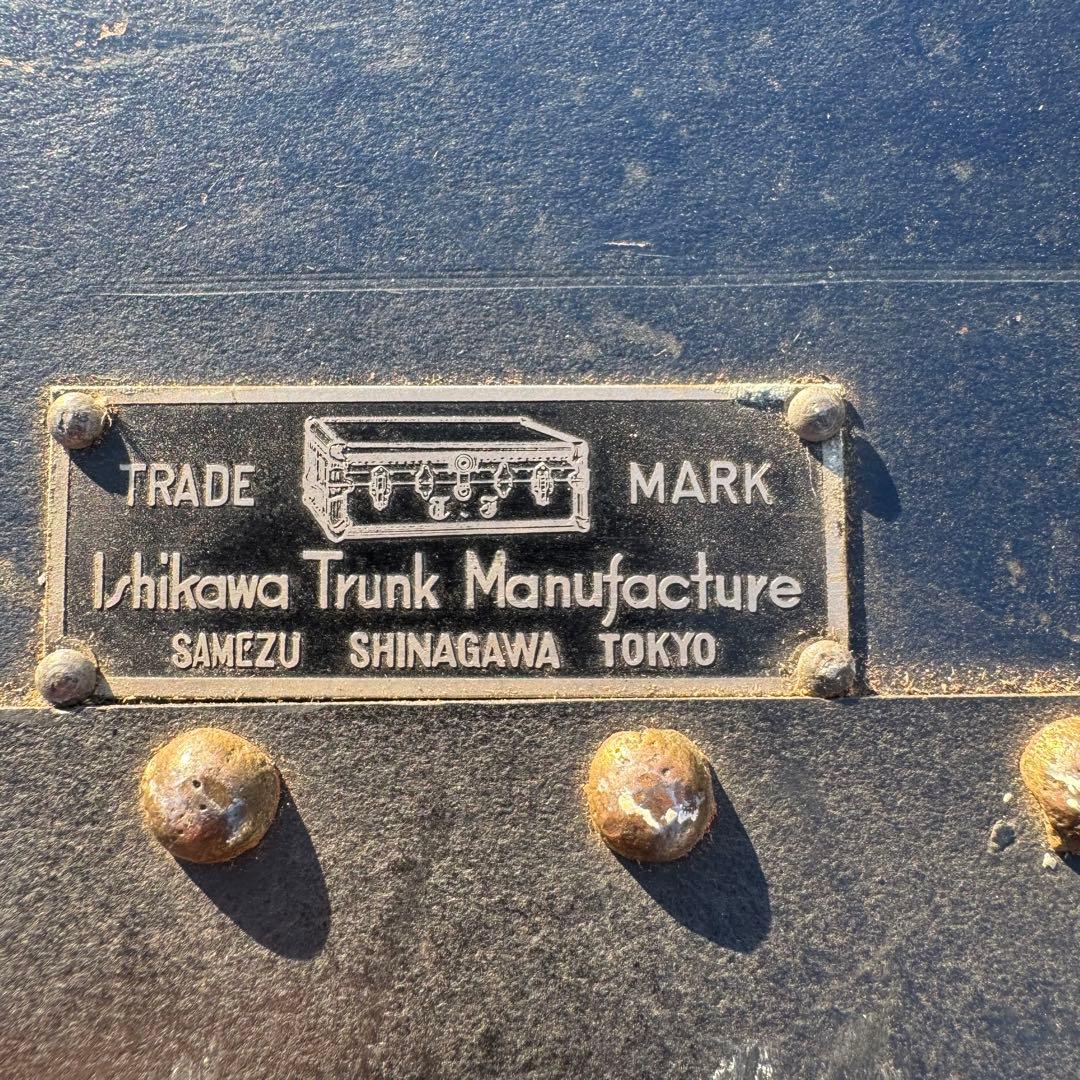 TRADE MARK
Ishikawa Trunk Manufacture
SAMEZU SHINAGAWA TOKYO